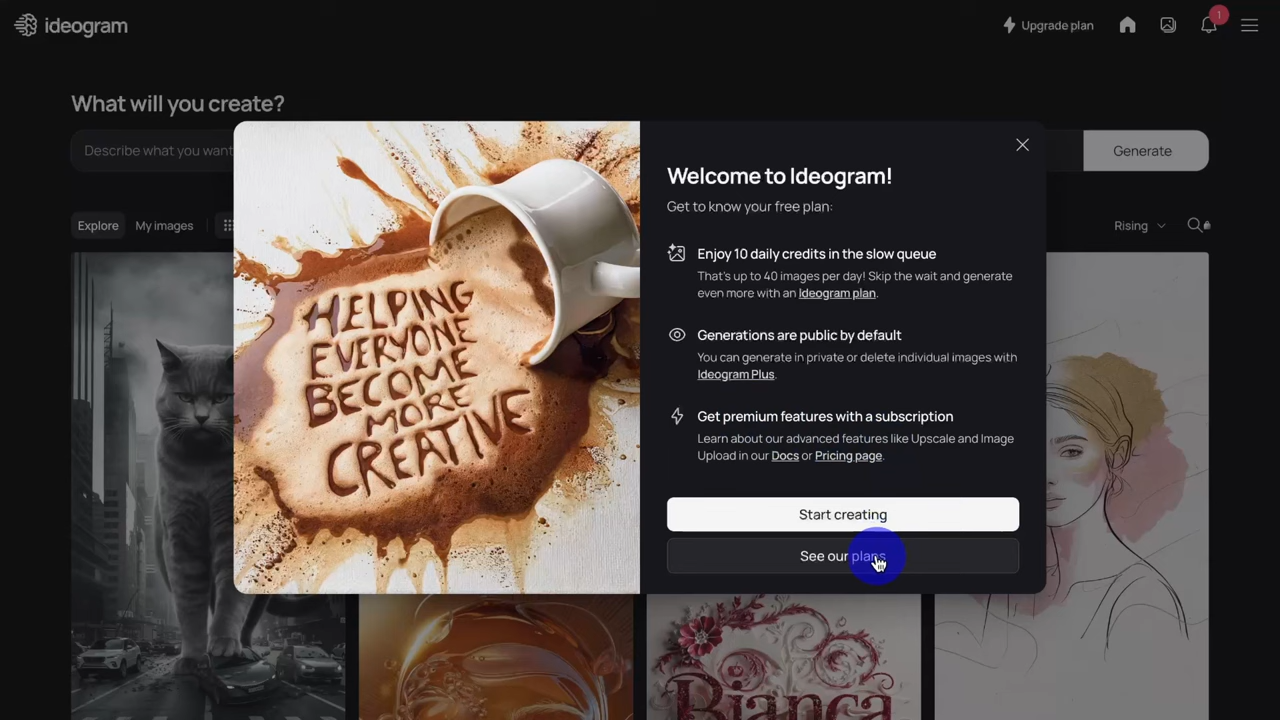 ideogram
Upgrade plan
1
What will you create?
Describe what you want
Generate
Explore
My images
Rising
HELPING
EVERYONE
BECOME
MORE
CREATIVE
Welcome to Ideogram!
Get to know your free plan:
Enjoy 10 daily credits in the slow queue
That's up to 40 images per day! Skip the wait and generate
even more with an Ideogram plan.
Generations are public by default
You can generate in private or delete individual images with
Ideogram Plus.
Get premium features with a subscription
Learn about our advanced features like Upscale and Image
Upload in our Docs or Pricing page.
Start creating
See our plans
Bianca